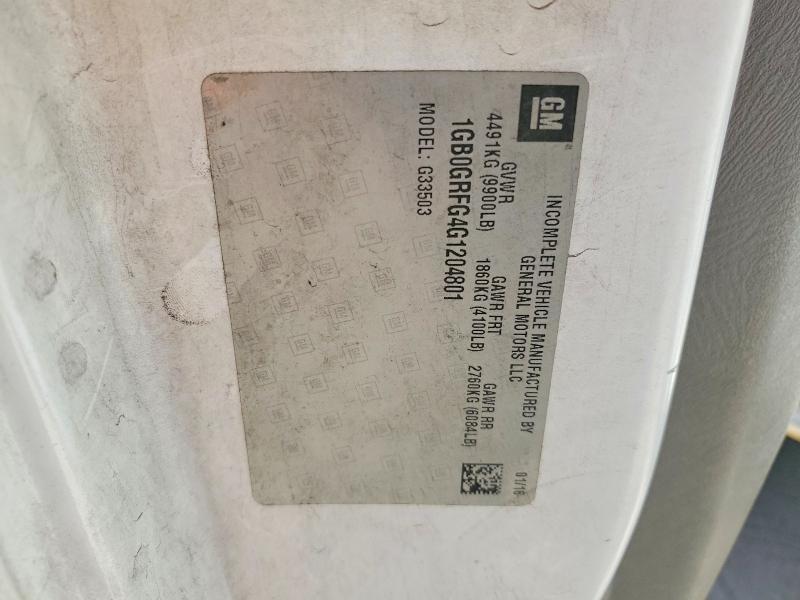 GM
INCOMPLETE VEHICLE MANUFACTURED BY
GENERAL MOTORS LLC
01/16
GVWR GAWR FRT GAWR RR
4491KG (9900LB) 1860KG (4100LB) 2760KG (6084LB)
1GB0GRFG4G1204801
MODEL: G33503